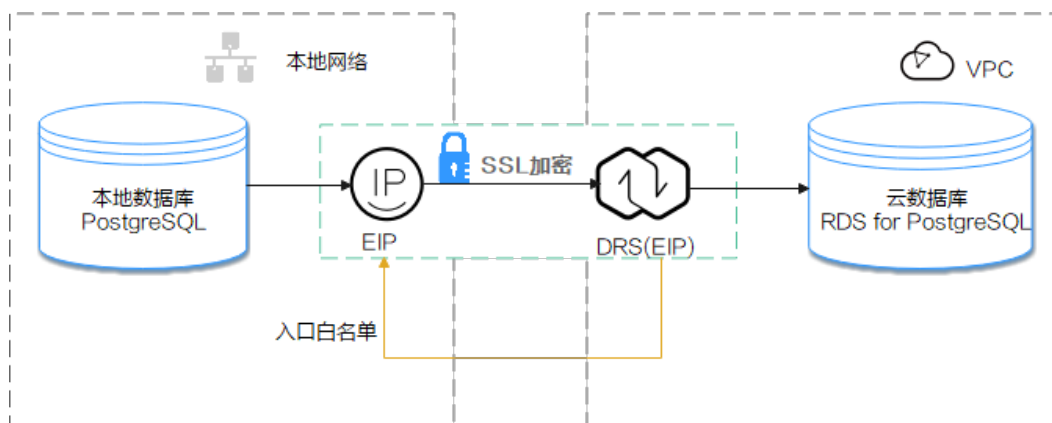 本地网络
VPC
本地数据库
PostgreSQL
IP
EIP
SSL加密
DRS(EIP)
云数据库
RDS for PostgreSQL
入口白名单